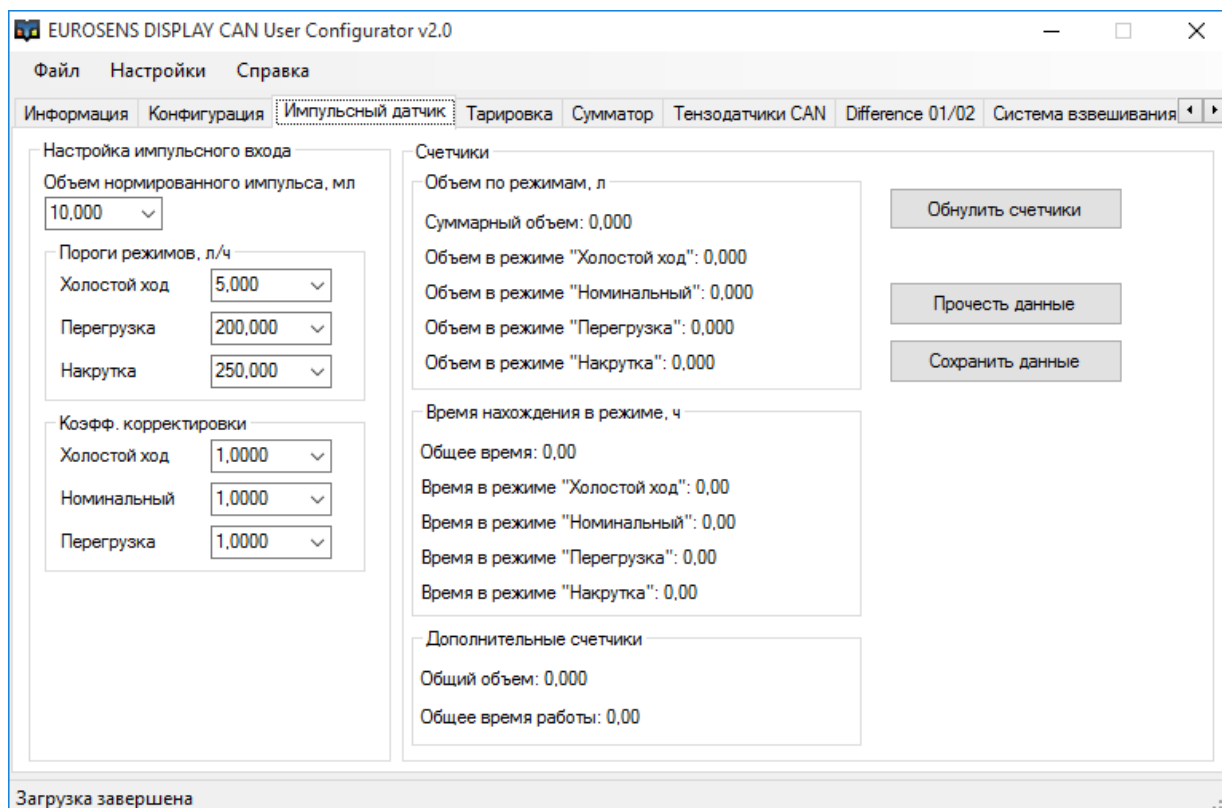 EUROSENS DISPLAY CAN User Configurator v2.0
Файл Настройки Справка
Информация Конфигурация Импульсный датчик Тарировка Сумматор Тензодатчики CAN Difference 01/02 Система взвешивания
Настройка импульсного входа
Объем нормированного импульса, мл
10,000
Пороги режимов, л/ч
Холостой ход 5,000
Перегрузка 200,000
Накрутка 250,000
Коэфф. корректировки
Холостой ход 1,0000
Номинальный 1,0000
Перегрузка 1,0000
Счетчики
Объем по режимам, л
Суммарный объем: 0,000
Объем в режиме "Холостой ход": 0,000
Объем в режиме "Номинальный": 0,000
Объем в режиме "Перегрузка": 0,000
Объем в режиме "Накрутка": 0,000
Время нахождения в режиме, ч
Общее время: 0,00
Время в режиме "Холостой ход": 0,00
Время в режиме "Номинальный": 0,00
Время в режиме "Перегрузка": 0,00
Время в режиме "Накрутка": 0,00
Дополнительные счетчики
Общий объем: 0,000
Общее время работы: 0,00
Обнулить счетчики
Прочесть данные
Сохранить данные
Загрузка завершена